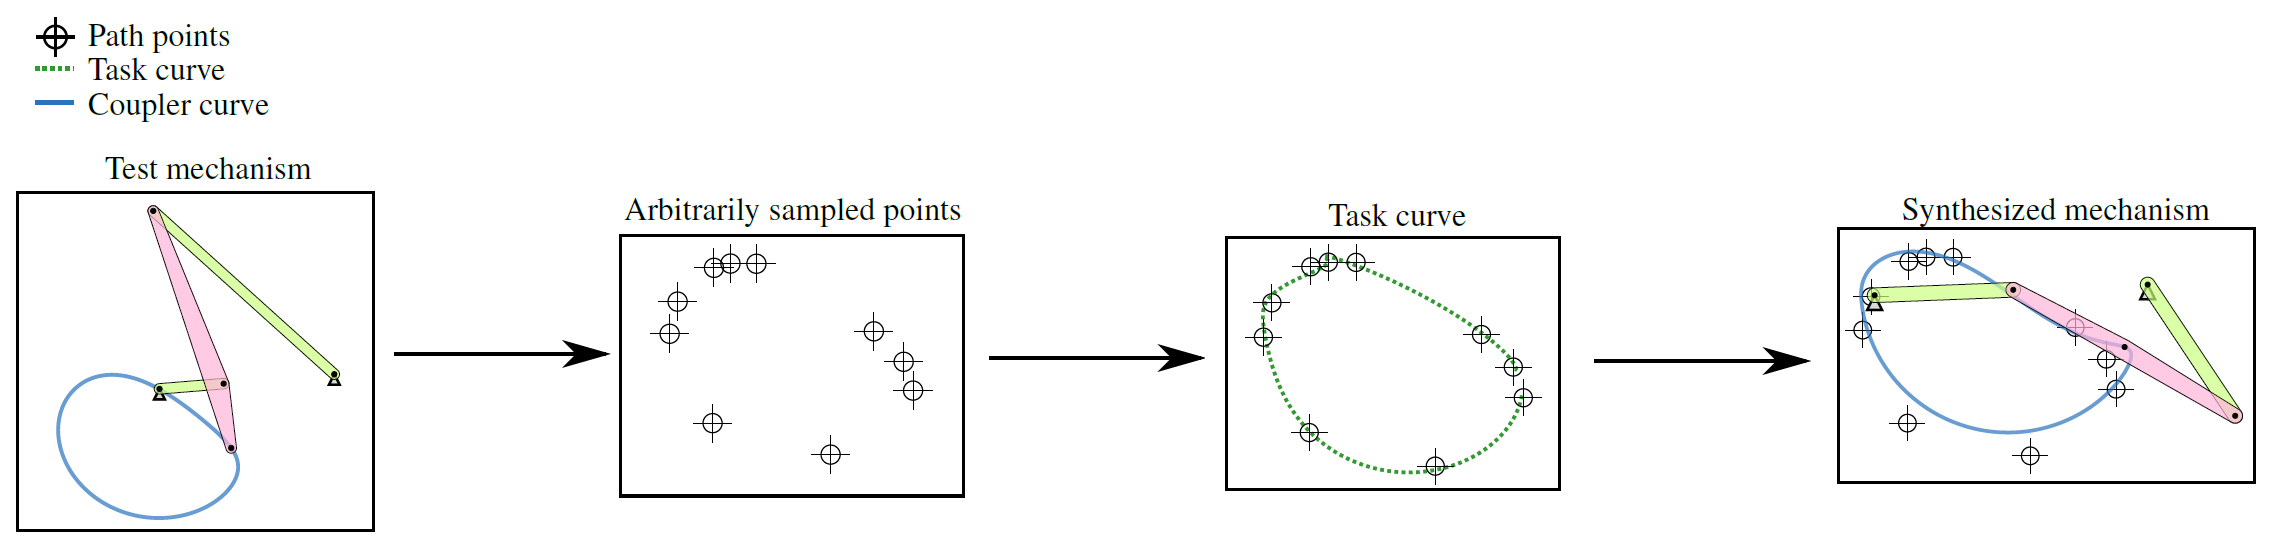 Path points
Task curve
Coupler curve
Test mechanism
Arbitrarily sampled points
Task curve
Synthesized mechanism